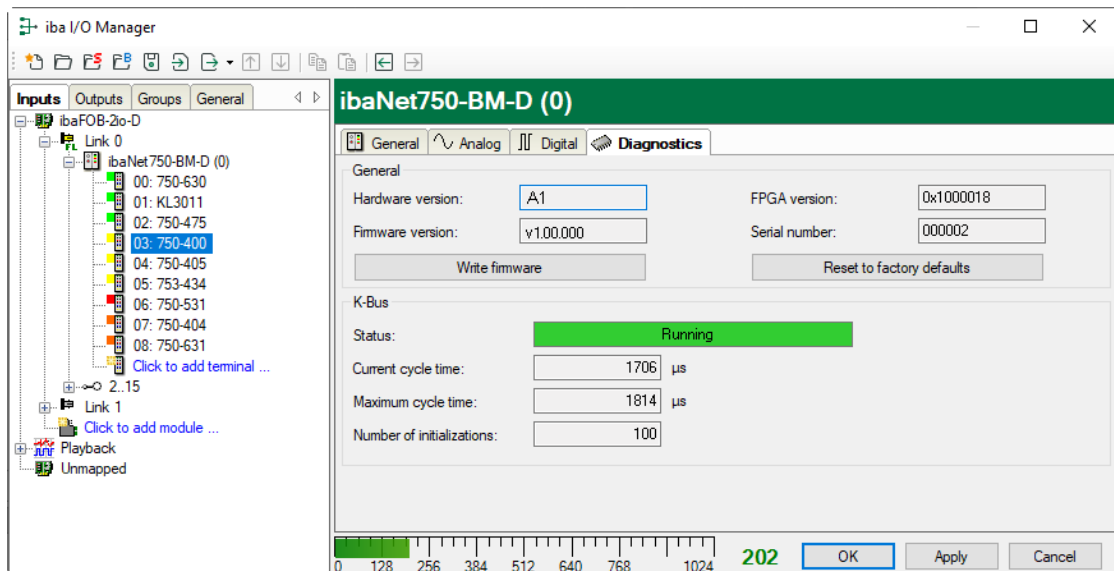 iba I/O Manager
Inputs Outputs Groups General
ibaFOB-2io-D
Link 0
ibaNet750-BM-D (0)
00: 750-630
01: KL3011
02: 750-475
03: 750-400
04: 750-405
05: 753-434
06: 750-531
07: 750-404
08: 750-631
Click to add terminal ...
2..15
Link 1
Click to add module ...
Playback
Unmapped
ibaNet750-BM-D (0)
General Analog Digital Diagnostics
General
Hardware version: A1 FPGA version: 0x1000018
Firmware version: v1.00.000 Serial number: 000002
Write firmware Reset to factory defaults
K-Bus
Status: Running
Current cycle time: 1706 µs
Maximum cycle time: 1814 µs
Number of initializations: 100
0 128 256 384 512 640 768 1024 202 OK Apply Cancel